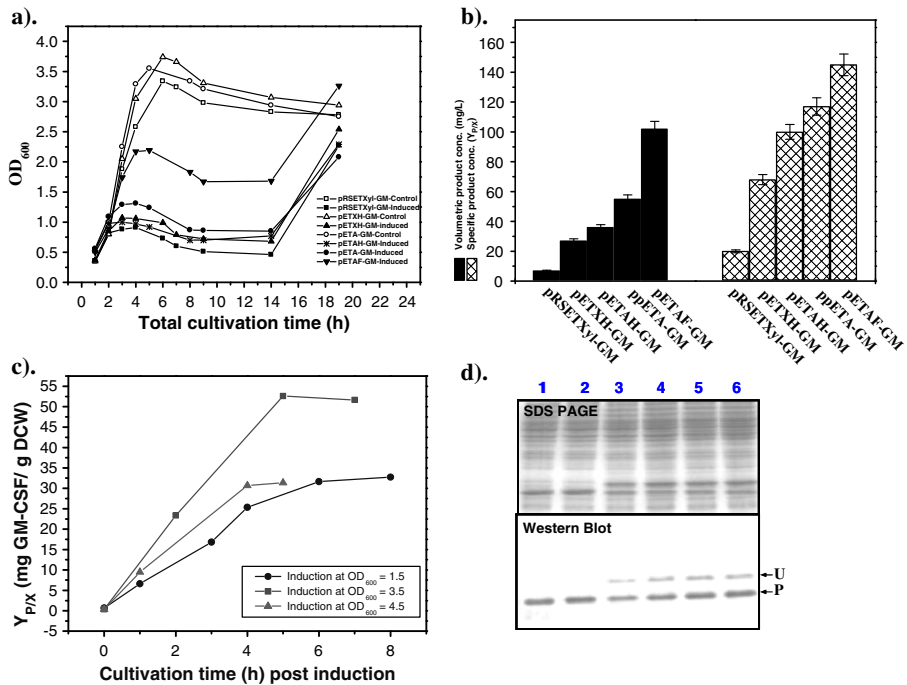 a).
OD600
4.0
3.5
3.0
2.5
2.0
1.5
1.0
0.5
0.0
0 2 4 6 8 10 12 14 16 18 20 22 24
Total cultivation time (h)
pRSETXyl-GM-Control
pRSETXyl-GM-Induced
pETXH-GM-Control
pETXH-GM-induced
pETA-GM-Control
pETAH-GM-Induced
pETA-GM-Induced
pETAF-GM-Induced
b).
Volumetric product conc. (mg/L)
Specific product conc. (YP/X)
160
140
120
100
80
60
40
20
0
pRSETXyl-GM
pETXH-GM
pETAH-GM
ppETA-GM
pETAF-GM
pRSETXyl-GM
pETXH-GM
pETAH-GM
ppETA-GM
pETAF-GM
c).
YP/X (mg GM-CSF/ g DCW)
55
50
45
40
35
30
25
20
15
10
5
0
-5
0 2 4 6 8
Cultivation time (h) post induction
Induction at OD600 = 1.5
Induction at OD600 = 3.5
Induction at OD600 = 4.5
d).
1 2 3 4 5 6
SDS PAGE
Western Blot
U
P